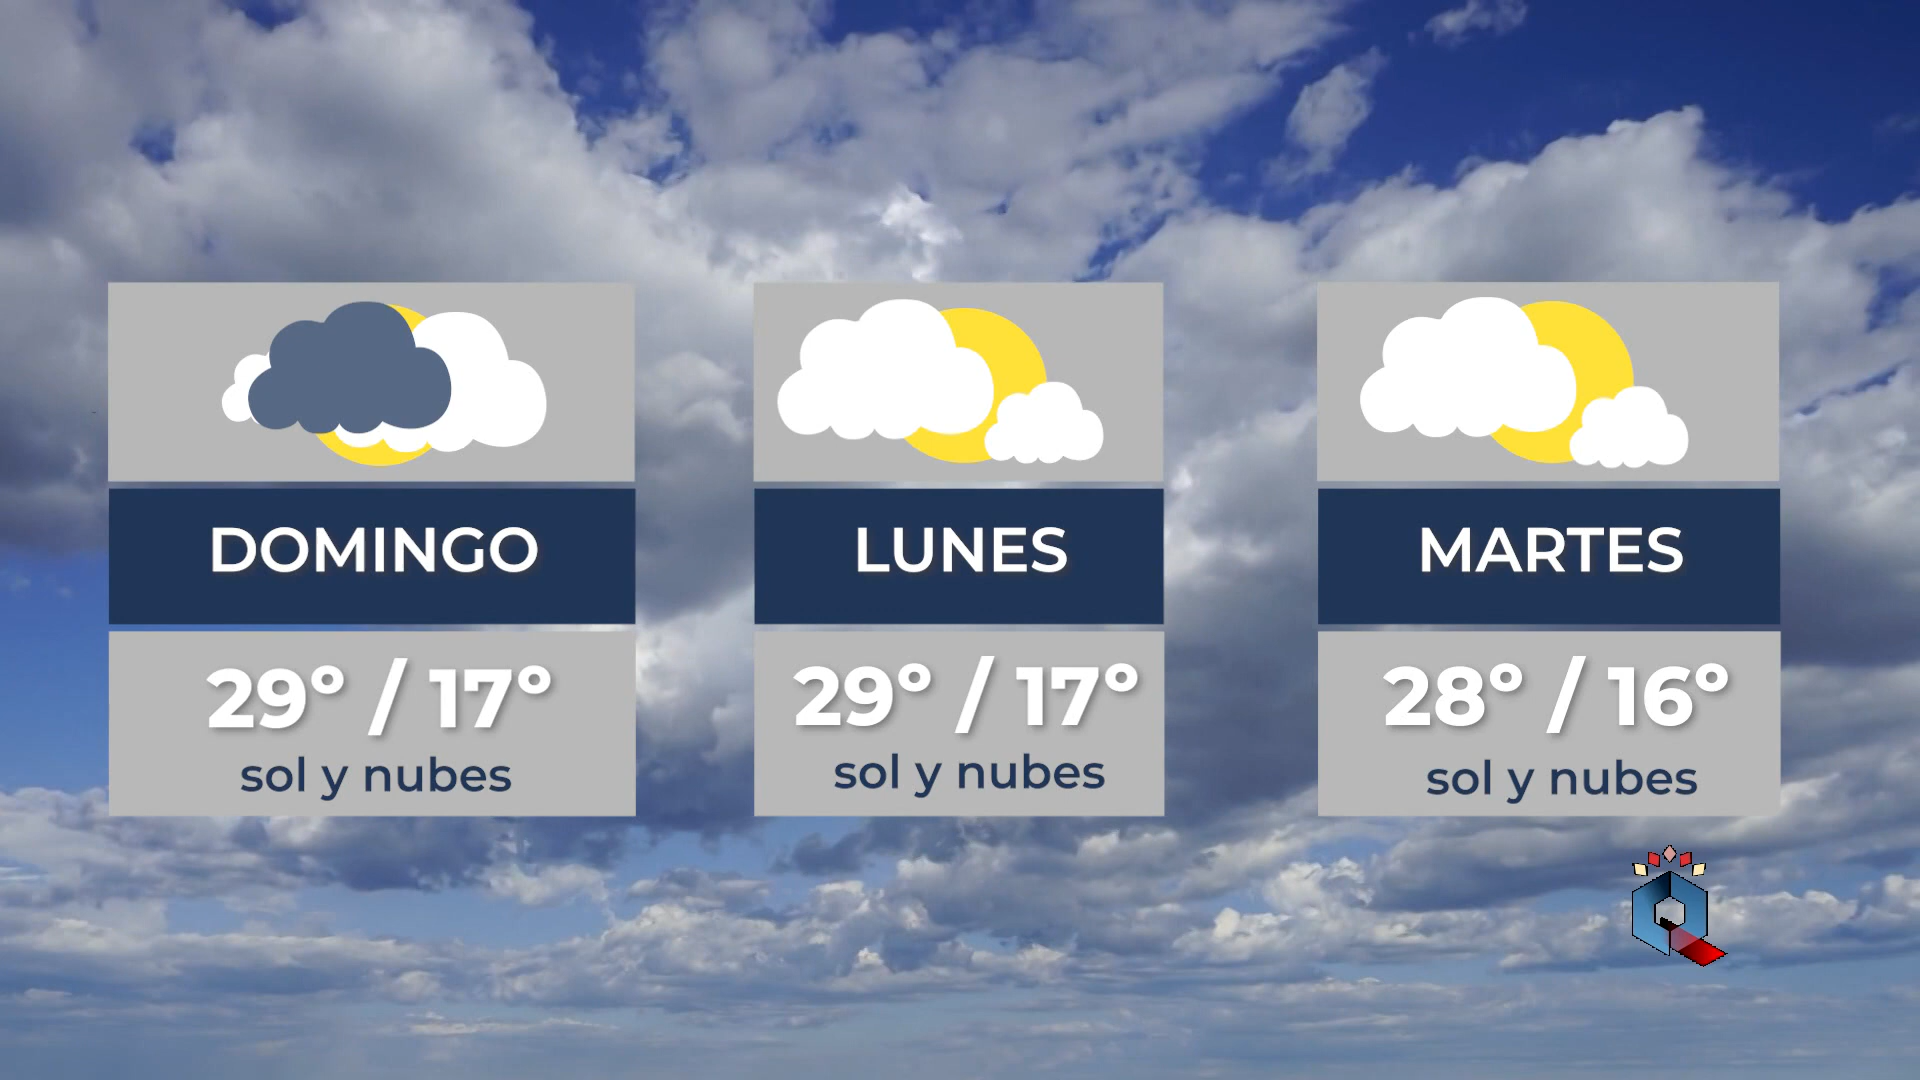 DOMINGO
29° / 17°
sol y nubes
LUNES
29° / 17°
sol y nubes
MARTES
28° / 16°
sol y nubes